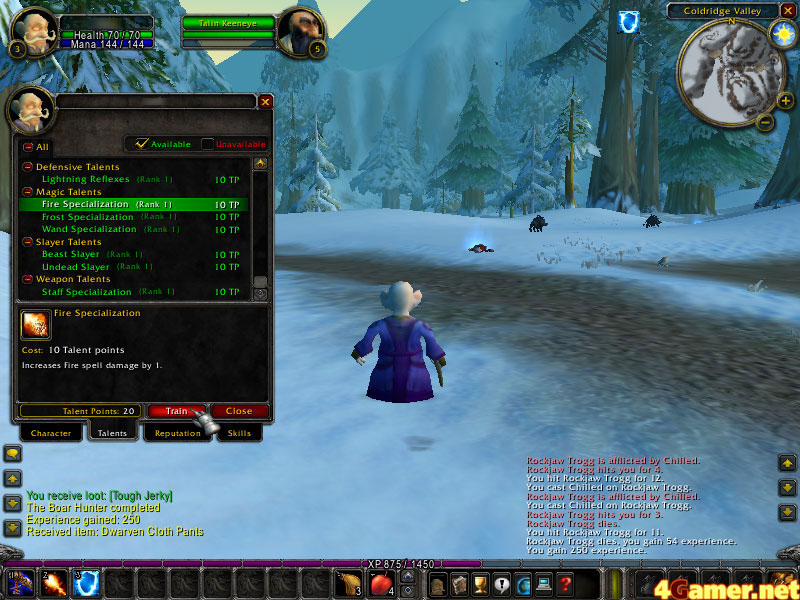 Health 70 / 70
Mana 144 / 144
3
Talin Keeneye
5
Coldridge Valley
N
All
Available
Unavailable
Defensive Talents
Lightning Reflexes (Rank 1) 10 TP
Magic Talents
Fire Specialization (Rank 1) 10 TP
Frost Specialization (Rank 1) 10 TP
Wand Specialization (Rank 1) 10 TP
Slayer Talents
Beast Slayer (Rank 1) 10 TP
Undead Slayer (Rank 1) 10 TP
Weapon Talents
Staff Specialization (Rank 1) 10 TP
Fire Specialization
Cost: 10 Talent points
Increases Fire spell damage by 1.
Talent Points: 20
Train
Close
Character
Talents
Reputation
Skills
You receive loot: [Tough Jerky]
The Boar Hunter completed
Experience gained: 250
Received item: Dwarven Cloth Pants
Rockjaw Trogg is afflicted by Chilled.
Rockjaw Trogg hits you for 4.
You hit Rockjaw Trogg for 12.
You cast Chilled on Rockjaw Trogg.
Rockjaw Trogg is afflicted by Chilled.
You cast Chilled on Rockjaw Trogg.
Rockjaw Trogg hits you for 3.
Rockjaw Trogg dies.
You hit Rockjaw Trogg for 11.
Rockjaw Trogg dies, you gain 54 experience.
You gain 250 experience.
XP 875 / 1450
1
2
3
3
4
4Gamer.net